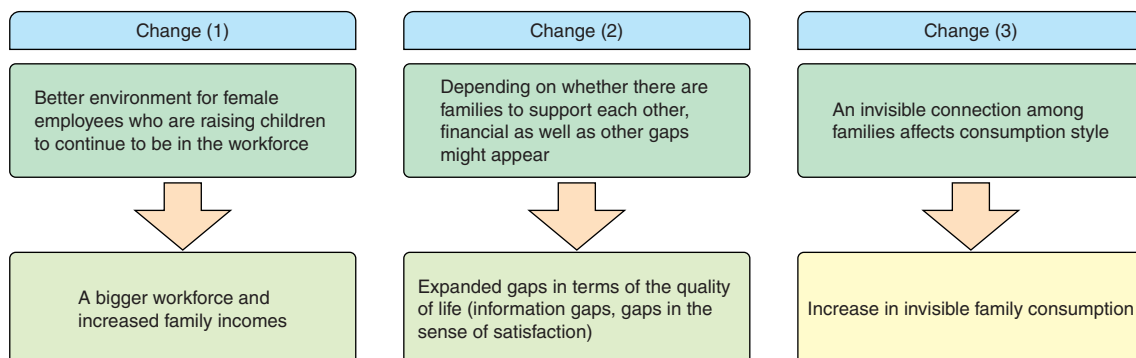 Change (1)
Better environment for female
employees who are raising children
to continue to be in the workforce
A bigger workforce and
increased family incomes
Change (2)
Depending on whether there are
families to support each other,
financial as well as other gaps
might appear
Expanded gaps in terms of the quality
of life (information gaps, gaps in the
sense of satisfaction)
Change (3)
An invisible connection among
families affects consumption style
Increase in invisible family consumption